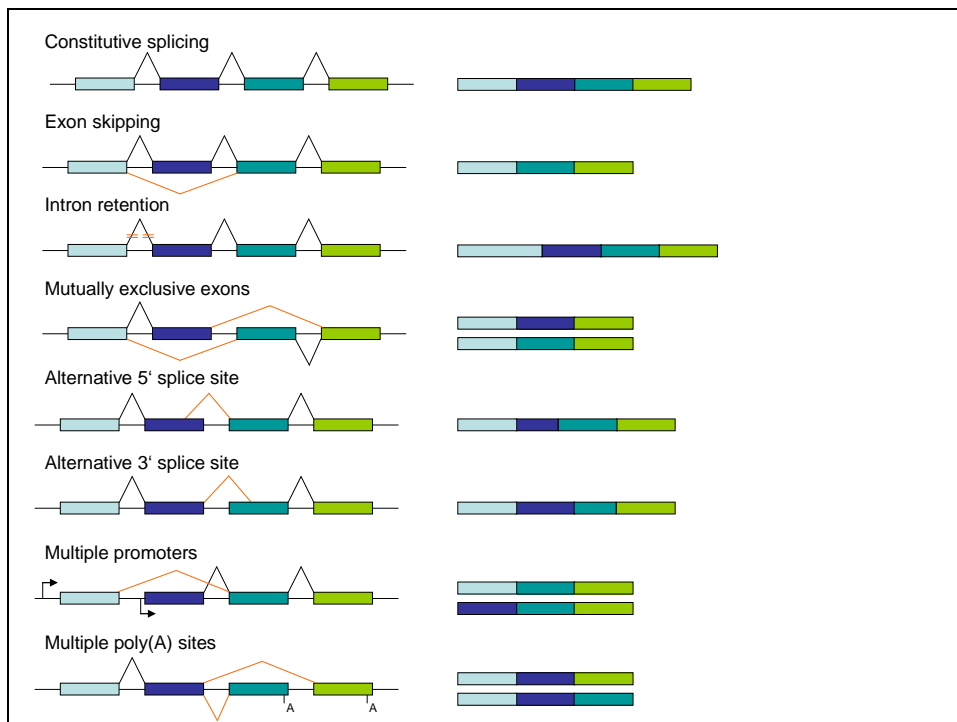 Constitutive splicing
Exon skipping
Intron retention
Mutually exclusive exons
Alternative 5‘ splice site
Alternative 3‘ splice site
Multiple promoters
Multiple poly(A) sites
A A